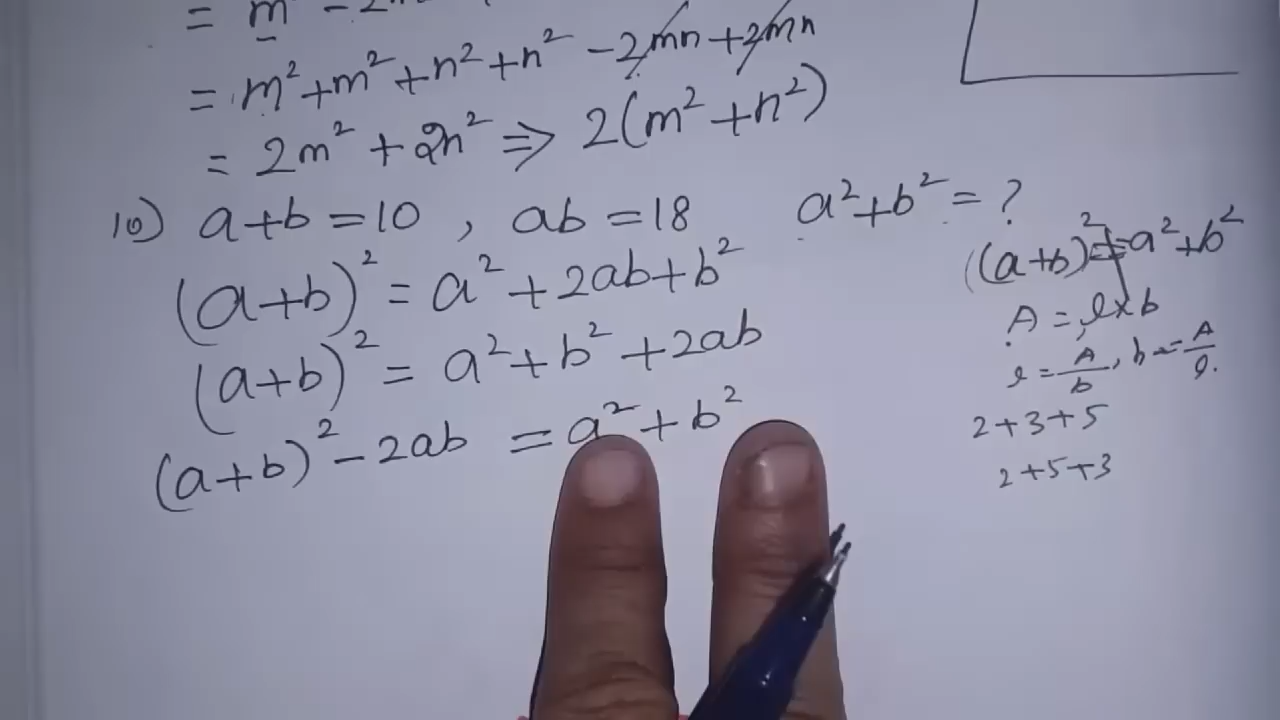 = m² - 2
= m² + m² + n² + n² - 2mn + 2mn
= 2m² + 2n² ⇒ 2(m² + n²)
10) a+b = 10 , ab = 18 a² + b² = ?
(a+b)² = a² + 2ab + b²
(a+b)² = a² + b² + 2ab
(a+b)² - 2ab = a² + b²
(a+b)² ≠ a² + b²
A = l × b
l = A/b , b = A/l.
2+3+5
2+5+3